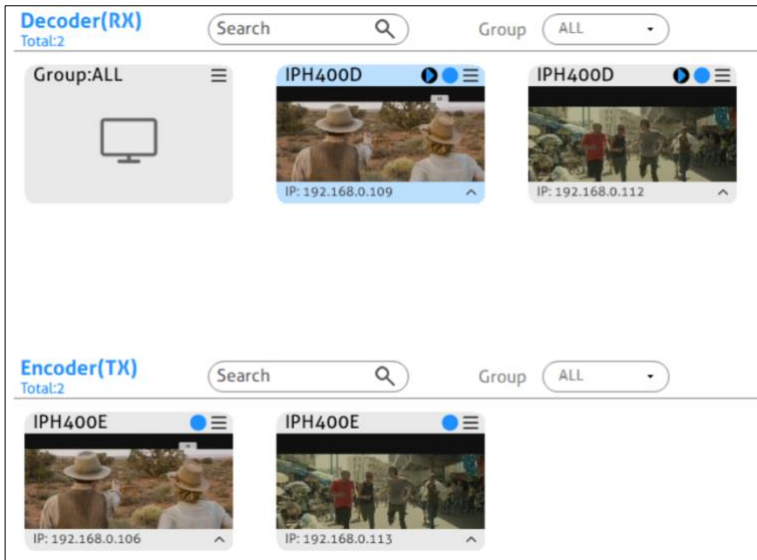 Decoder(RX)
Total:2
Search
Group
ALL
Group:ALL
IPH400D
IPH400D
IP: 192.168.0.109
IP: 192.168.0.112
Encoder(TX)
Total:2
Search
Group
ALL
IPH400E
IPH400E
IP: 192.168.0.106
IP: 192.168.0.113